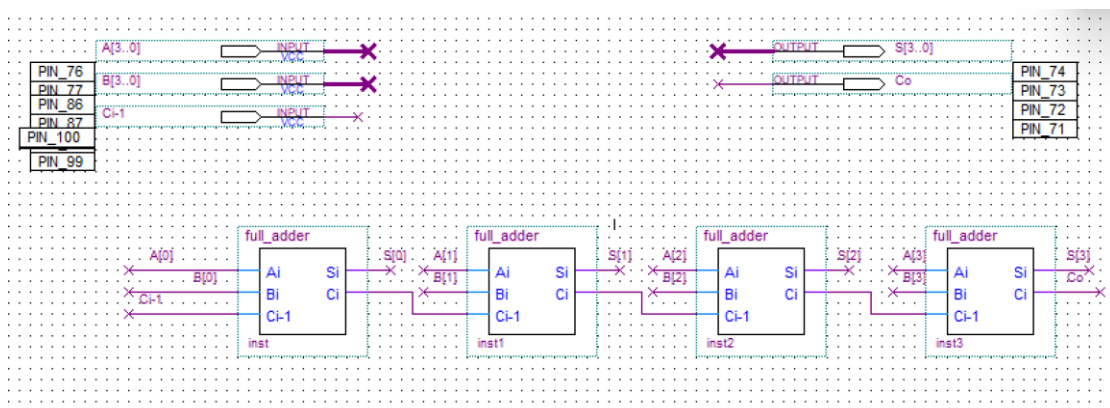 A[3..0] INPUT VCC
OUTPUT S[3..0]
PIN_76
B[3..0] INPUT VCC
OUTPUT Co
PIN_74
PIN_77
PIN_73
PIN_86
Ci-1 INPUT VCC
PIN_72
PIN_87
PIN_71
PIN_100
PIN_99
full_adder full_adder full_adder full_adder
A[0] S[0] A[1] S[1] A[2] S[2] A[3] S[3]
Ai Si Ai Si Ai Si Ai Si
B[0] B[1] B[2] B[3] Co
Bi Ci Bi Ci Bi Ci Bi Ci
Ci-1
Ci-1 Ci-1 Ci-1 Ci-1
inst inst1 inst2 inst3